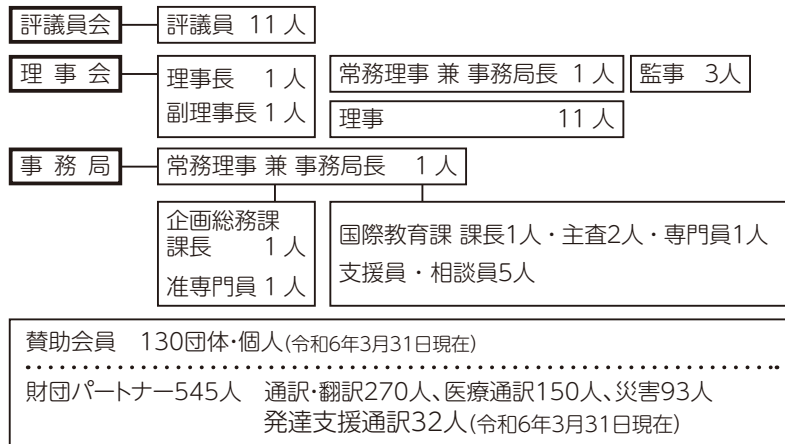 評議員会 評議員 11人
理事会 理事長 1人 常務理事 兼 事務局長 1人 監事 3人
副理事長 1人 理事 11人
事務局 常務理事 兼 事務局長 1人
企画総務課
課長 1人
准専門員 1人
国際教育課 課長1人・主査2人・専門員1人
支援員・相談員5人
賛助会員 130団体・個人(令和6年3月31日現在)
財団パートナー545人 通訳・翻訳270人、医療通訳150人、災害93人
発達支援通訳32人(令和6年3月31日現在)